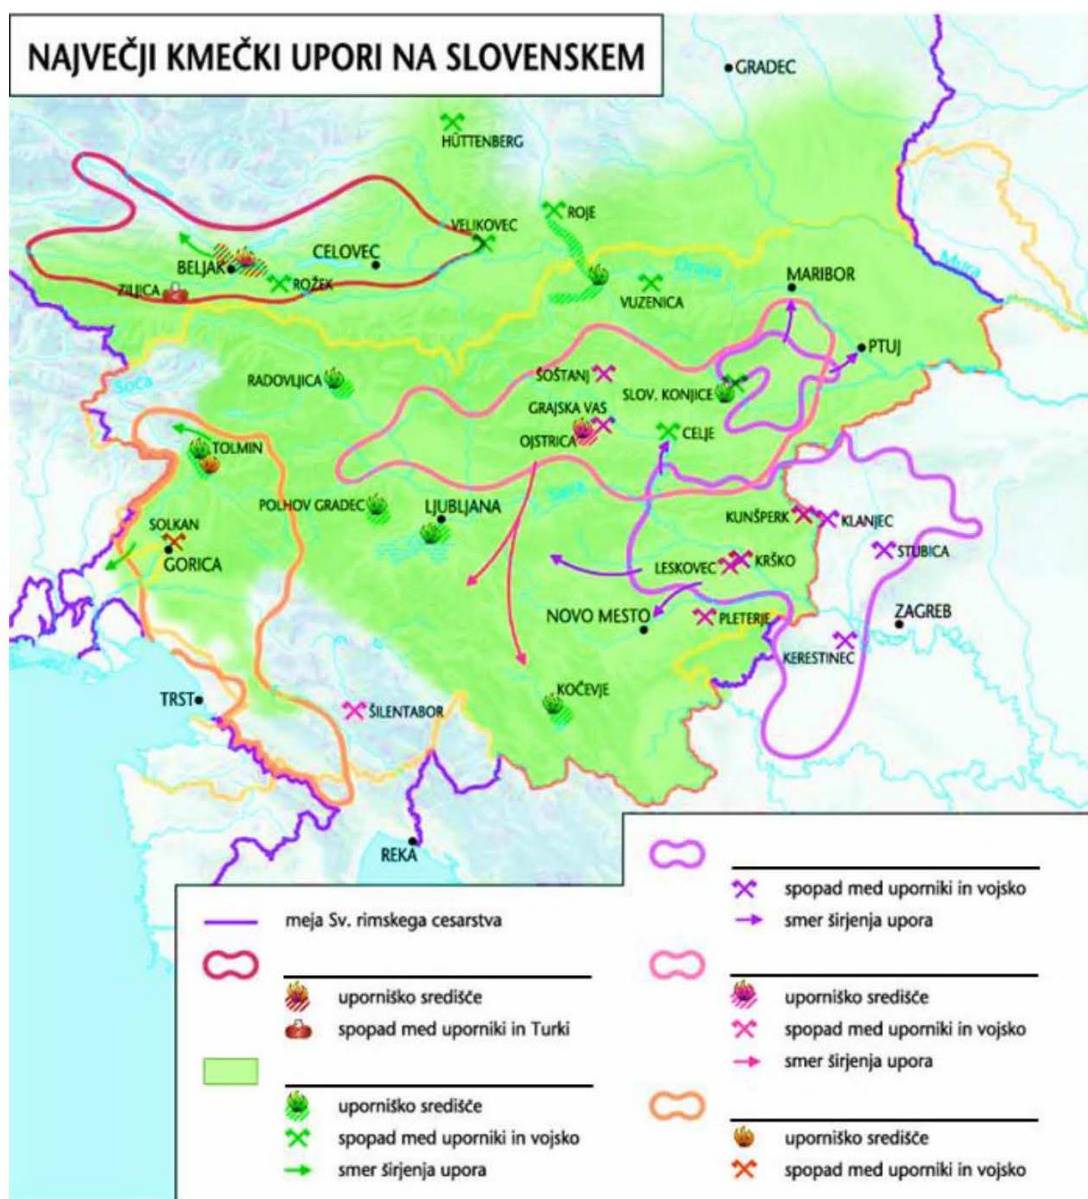 NAJVEČJI KMEČKI UPORI NA SLOVENSKEM
GRADEC
HÜTTENBERG
ROJE
VELIKOVEC
CELOVEC
BELJAK
ROŽEK
ZILJICA
Drava
VUZENICA
MARIBOR
Mura
PTUJ
Soča
RADOVLJICA
ŠOŠTANJ
SLOV. KONJICE
GRAJSKA VAS
OJSTRICA
CELJE
TOLMIN
POLHOV GRADEC
LJUBLJANA
Sava
KUNŠPERK
KLANJEC
SOLKAN
GORICA
STUBICA
LESKOVEC
KRŠKO
NOVO MESTO
PLETERJE
ZAGREB
KERESTINEC
TRST
ŠILENTABOR
KOČEVJE
REKA
meja Sv. rimskega cesarstva
uporniško središče
spopad med uporniki in Turki
uporniško središče
spopad med uporniki in vojsko
smer širjenja upora
spopad med uporniki in vojsko
smer širjenja upora
uporniško središče
spopad med uporniki in vojsko
smer širjenja upora
uporniško središče
spopad med uporniki in vojsko